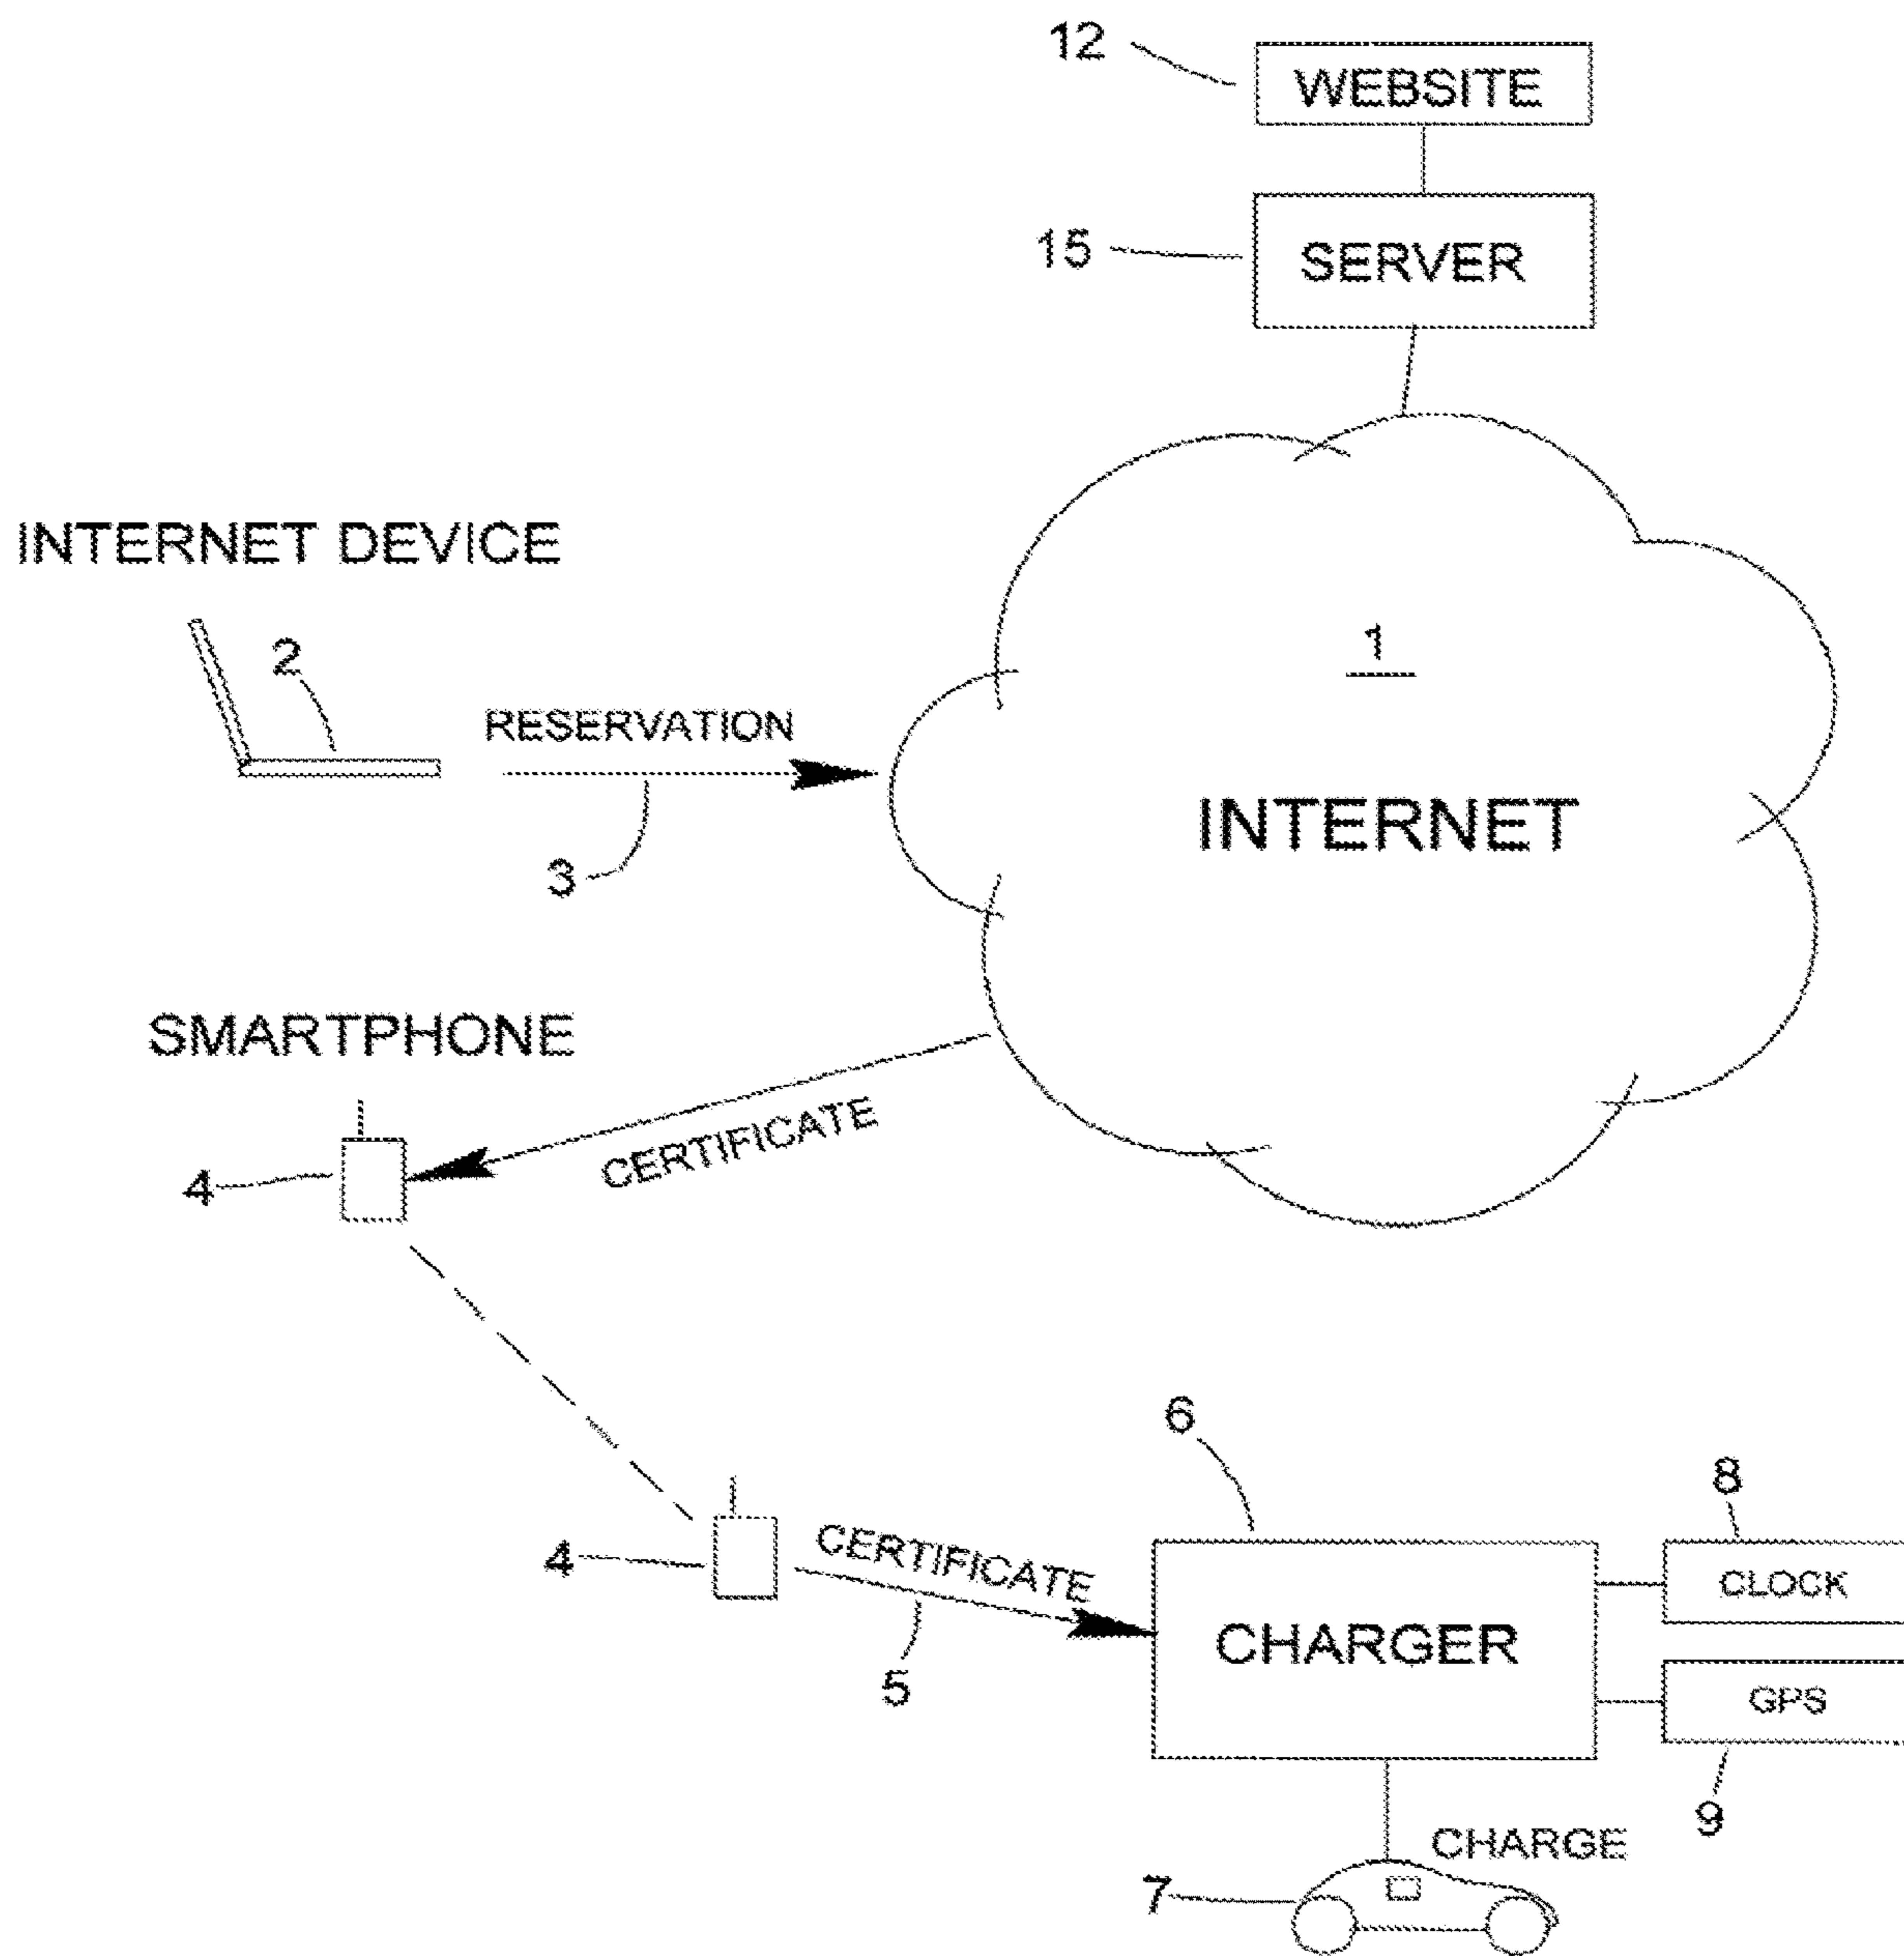 12
WEBSITE
15
SERVER
INTERNET DEVICE
2
1
RESERVATION
INTERNET
3
SMARTPHONE
CERTIFICATE
4
6
8
4
CERTIFICATE
CLOCK
CHARGER
5
GPS
9
CHARGE
7